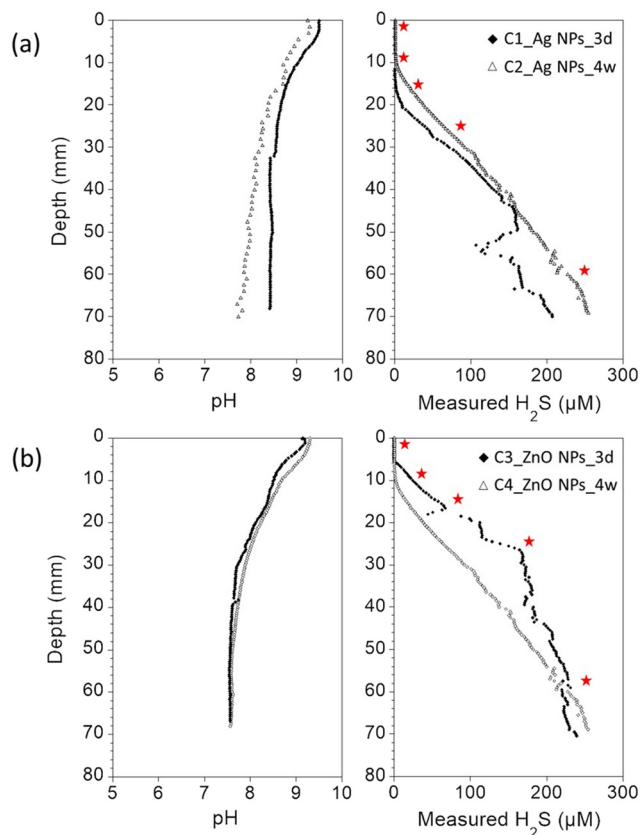 (a)
0
10
20
30
40
50
60
70
80
Depth (mm)
5 6 7 8 9 10
pH
0
10
20
30
40
50
60
70
80
0 100 200 300
Measured H₂S (µM)
C1_Ag NPs_3d
C2_Ag NPs_4w
(b)
0
10
20
30
40
50
60
70
80
Depth (mm)
5 6 7 8 9 10
pH
0
10
20
30
40
50
60
70
80
0 100 200 300
Measured H₂S (µM)
C3_ZnO NPs_3d
C4_ZnO NPs_4w